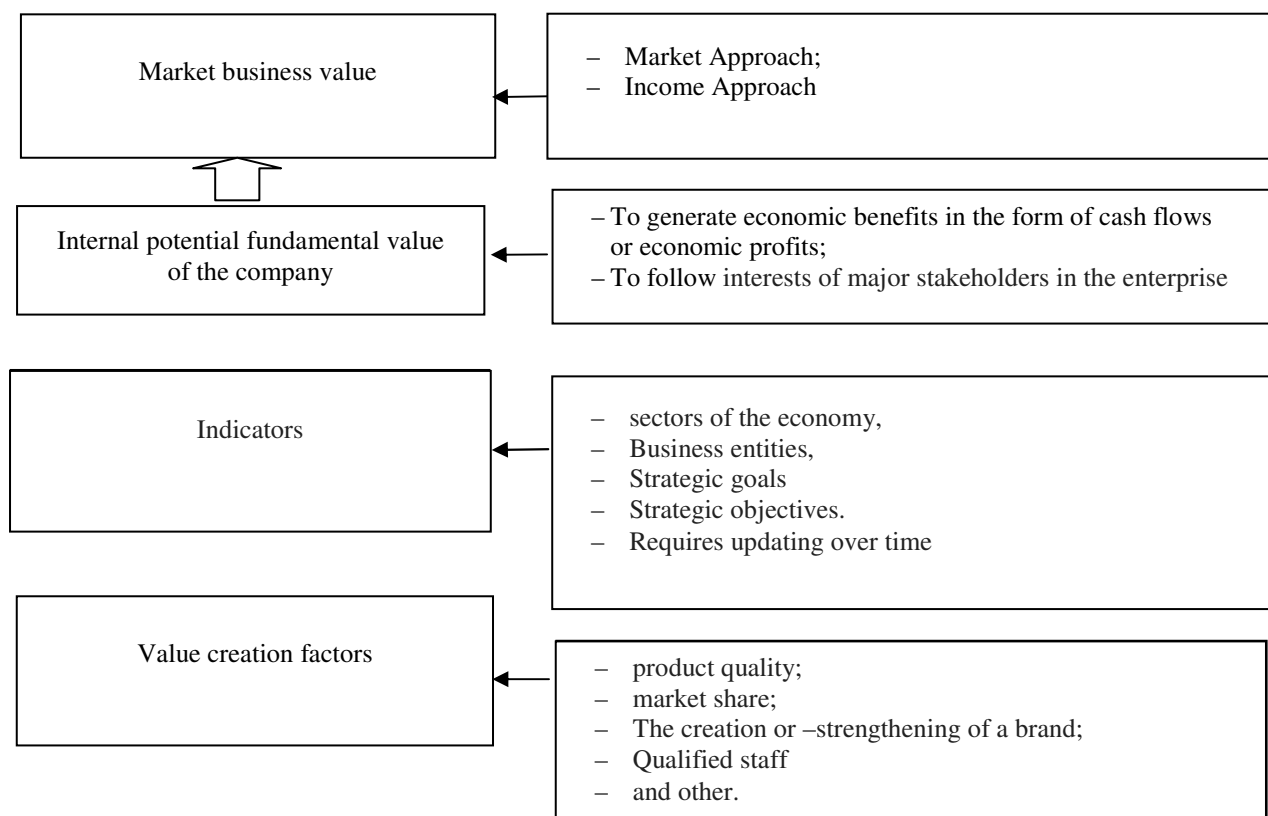 Market business value
– Market Approach;
– Income Approach
Internal potential fundamental value
of the company
– To generate economic benefits in the form of cash flows
or economic profits;
– To follow interests of major stakeholders in the enterprise
Indicators
– sectors of the economy,
– Business entities,
– Strategic goals
– Strategic objectives.
– Requires updating over time
Value creation factors
– product quality;
– market share;
– The creation or –strengthening of a brand;
– Qualified staff
– and other.